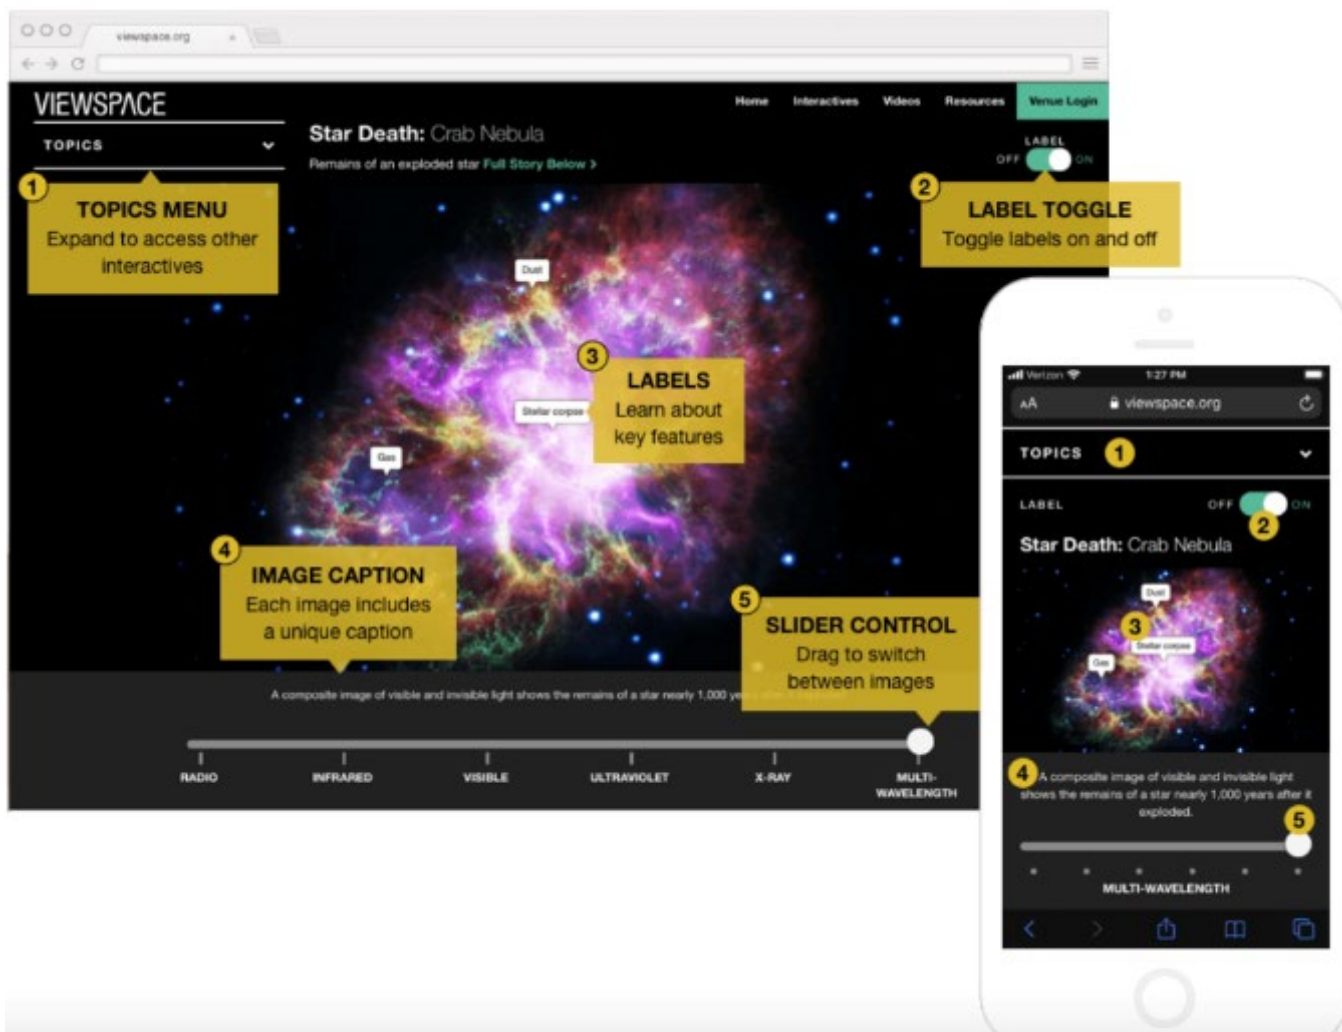 viewspace.org
VIEWSPACE
Home Interactives Videos Resources Venue Login
TOPICS
Star Death: Crab Nebula
Remains of an exploded star Full Story Below >
LABEL
OFF ON
1
TOPICS MENU
Expand to access other
interactives
2
LABEL TOGGLE
Toggle labels on and off
Dust
3
LABELS
Learn about
key features
Stellar corpse
Gas
4
IMAGE CAPTION
Each image includes
a unique caption
5
SLIDER CONTROL
Drag to switch
between images
A composite image of visible and invisible light shows the remains of a star nearly 1,000
RADIO INFRARED VISIBLE ULTRAVIOLET X-RAY MULTI-
WAVELENGTH
Verizon 1:27 PM
AA viewspace.org
TOPICS 1
LABEL OFF ON
2
Star Death: Crab Nebula
Dust
3
Stellar corpse
Gas
4
A composite image of visible and invisible light
shows the remains of a star nearly 1,000 years after it
exploded.
5
MULTI-WAVELENGTH